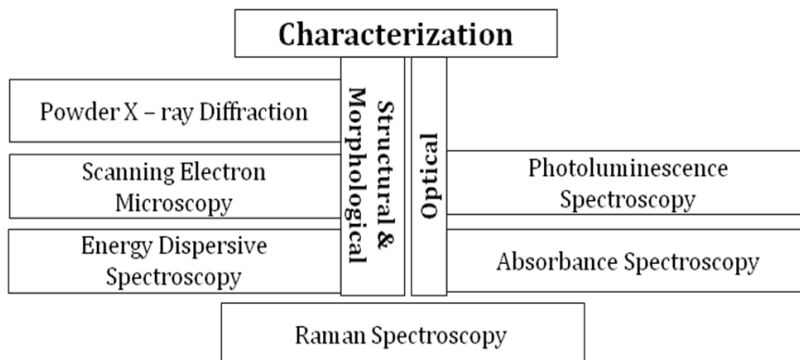 Characterization
Powder X – ray Diffraction
Scanning Electron
Microscopy
Energy Dispersive
Spectroscopy
Structural &
Morphological
Optical
Photoluminescence
Spectroscopy
Absorbance Spectroscopy
Raman Spectroscopy